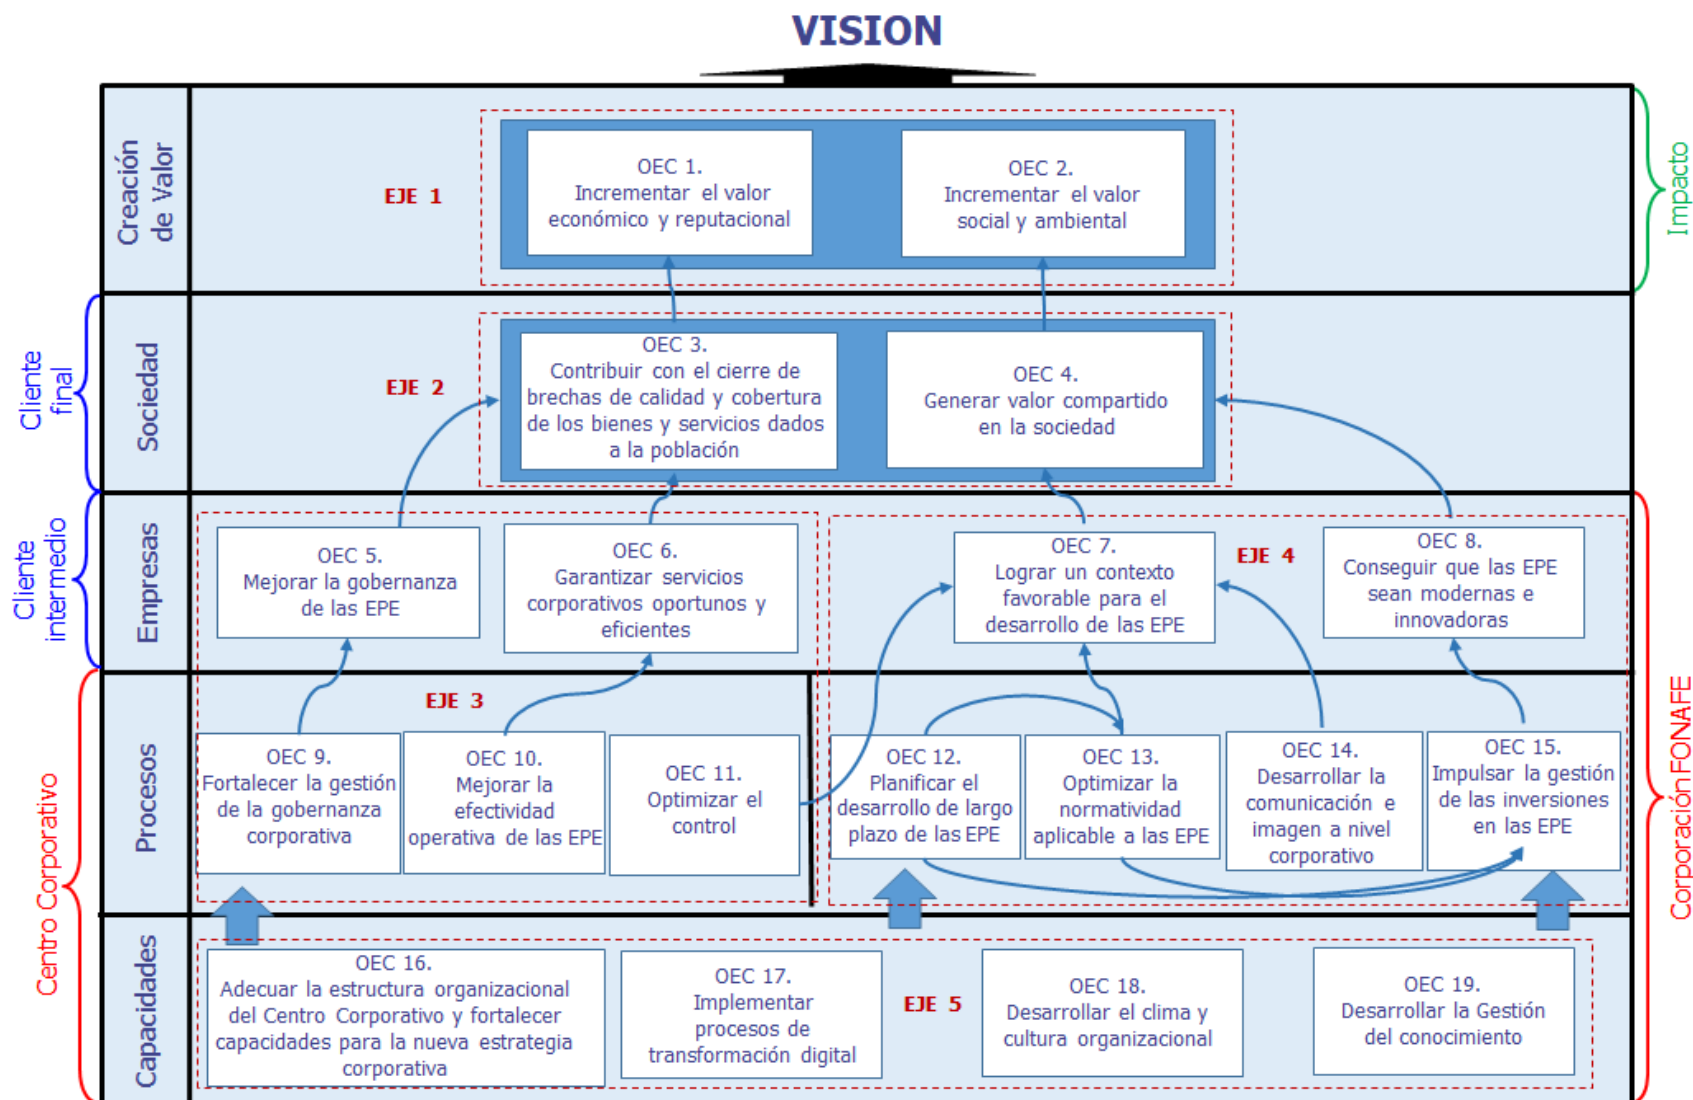 VISION
Creación
de Valor
EJE 1
OEC 1.
Incrementar el valor
económico y reputacional
OEC 2.
Incrementar el valor
social y ambiental
Impacto
Cliente
final
Sociedad
EJE 2
OEC 3.
Contribuir con el cierre de
brechas de calidad y cobertura
de los bienes y servicios dados
a la población
OEC 4.
Generar valor compartido
en la sociedad
Cliente
intermedio
Empresas
OEC 5.
Mejorar la gobernanza
de las EPE
OEC 6.
Garantizar servicios
corporativos oportunos y
eficientes
OEC 7.
Lograr un contexto
favorable para el
desarrollo de las EPE
EJE 4
OEC 8.
Conseguir que las EPE
sean modernas e
innovadoras
Centro Corporativo
Procesos
EJE 3
OEC 9.
Fortalecer la gestión
de la gobernanza
corporativa
OEC 10.
Mejorar la
efectividad
operativa de las EPE
OEC 11.
Optimizar el
control
OEC 12.
Planificar el
desarrollo de largo
plazo de las EPE
OEC 13.
Optimizar la
normatividad
aplicable a las EPE
OEC 14.
Desarrollar la
comunicación e
imagen a nivel
corporativo
OEC 15.
Impulsar la gestión
de las inversiones
en las EPE
Corporación FONAFE
Capacidades
OEC 16.
Adecuar la estructura organizacional
del Centro Corporativo y fortalecer
capacidades para la nueva estrategia
corporativa
OEC 17.
Implementar
procesos de
transformación digital
EJE 5
OEC 18.
Desarrollar el clima y
cultura organizacional
OEC 19.
Desarrollar la Gestión
del conocimiento